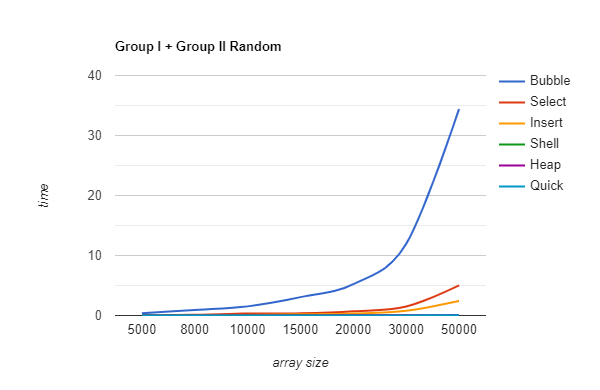 Group I + Group II Random
40
30
20
10
0
time
5000 8000 10000 15000 20000 30000 50000
array size
Bubble
Select
Insert
Shell
Heap
Quick